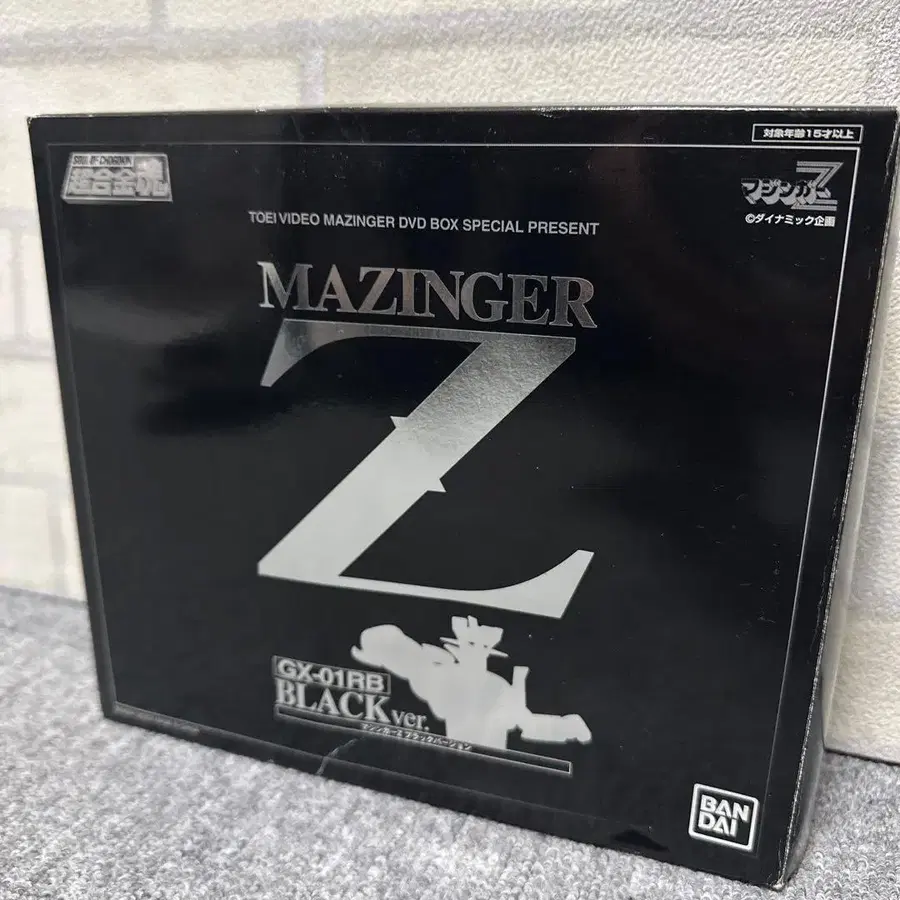 対象年齢15才以上
SOUL OF CHOGOKIN
超合金魂
マジンガーZ
©ダイナミック企画
TOEI VIDEO MAZINGER DVD BOX SPECIAL PRESENT
MAZINGER
Z
GX-01RB
BLACK ver.
マジンガーZ ブラックバージョン
BAN
DAI